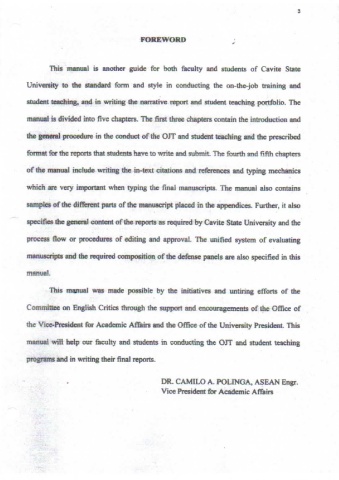 2
FOREWORD
This manual is another guide for both faculty and students of Cavite State
University to the standard form and style in conducting the on-the-job training and
student teaching, and in writing the narrative report and student teaching portfolio. The
manual is divided into five chapters. The first three chapters contain the introduction and
the general procedure in the conduct of the OJT and student teaching and the prescribed
format for the reports that students have to write and submit. The fourth and fifth chapters
of the manual include writing the in-text citations and references and typing mechanics
which are very important when typing the final manuscripts. The manual also contains
samples of the different parts of the manuscript placed in the appendices. Further, it also
specifies the general content of the reports as required by Cavite State University and the
process flow or procedures of editing and approval. The unified system of evaluating
manuscripts and the required composition of the defense panels are also specified in this
manual.
This manual was made possible by the initiatives and untiring efforts of the
Committee on English Critics through the support and encouragements of the Office of
the Vice-President for Academic Affairs and the Office of the University President. This
manual will help our faculty and students in conducting the OJT and student teaching
programs and in writing their final reports.
DR. CAMILO A. POLINGA, ASEAN Engr.
Vice President for Academic Affairs